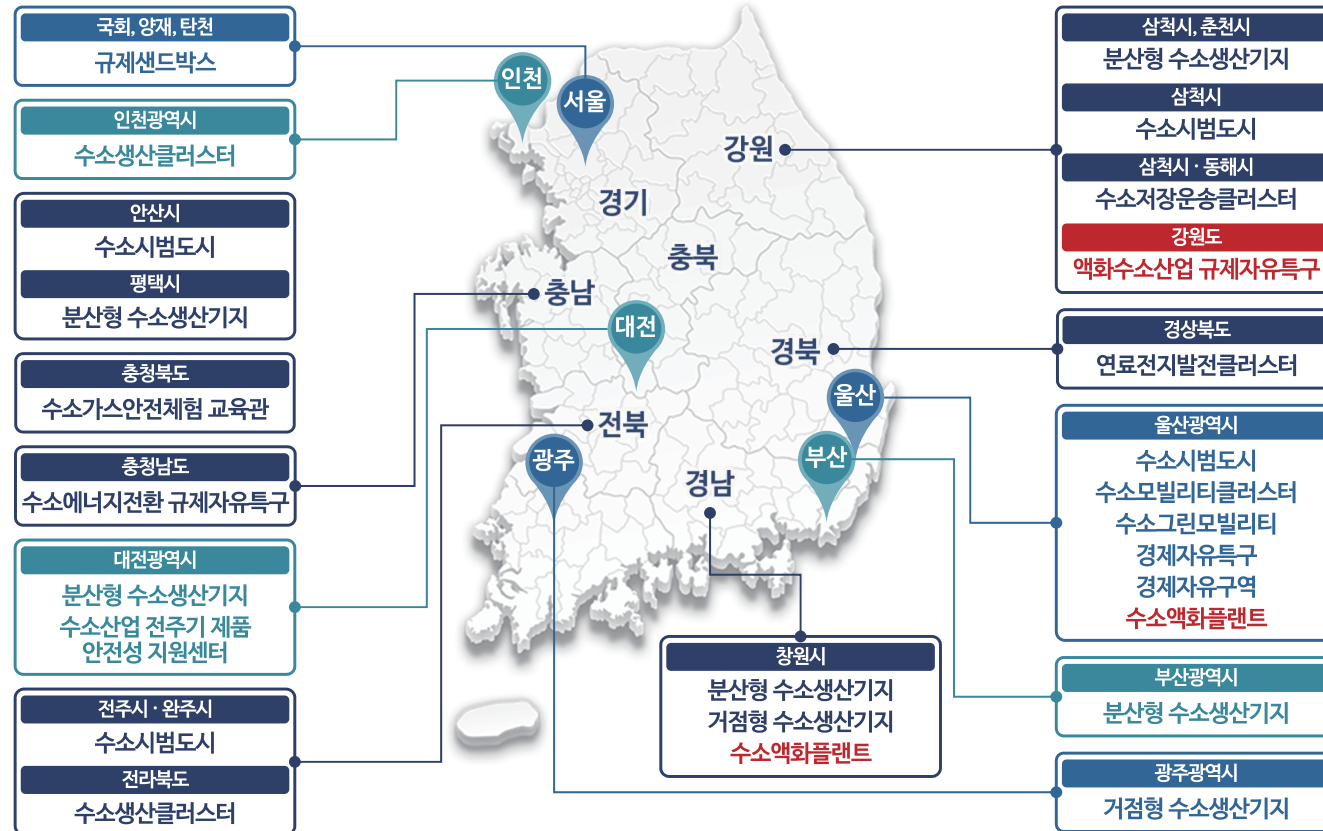 국회, 양재, 탄천
규제샌드박스
인천광역시
수소생산클러스터
안산시
수소시범도시
평택시
분산형 수소생산기지
충청북도
수소가스안전체험 교육관
충청남도
수소에너지전환 규제자유특구
대전광역시
분산형 수소생산기지
수소산업 전주기 제품
안전성 지원센터
전주시 · 완주시
수소시범도시
전라북도
수소생산클러스터
인천
서울
강원
경기
충북
충남
대전
경북
울산
전북
광주
부산
경남
창원시
분산형 수소생산기지
거점형 수소생산기지
수소액화플랜트
삼척시, 춘천시
분산형 수소생산기지
삼척시
수소시범도시
삼척시 · 동해시
수소저장운송클러스터
강원도
액화수소산업 규제자유특구
경상북도
연료전지발전클러스터
울산광역시
수소시범도시
수소모빌리티클러스터
수소그린모빌리티
경제자유특구
경제자유구역
수소액화플랜트
부산광역시
분산형 수소생산기지
광주광역시
거점형 수소생산기지